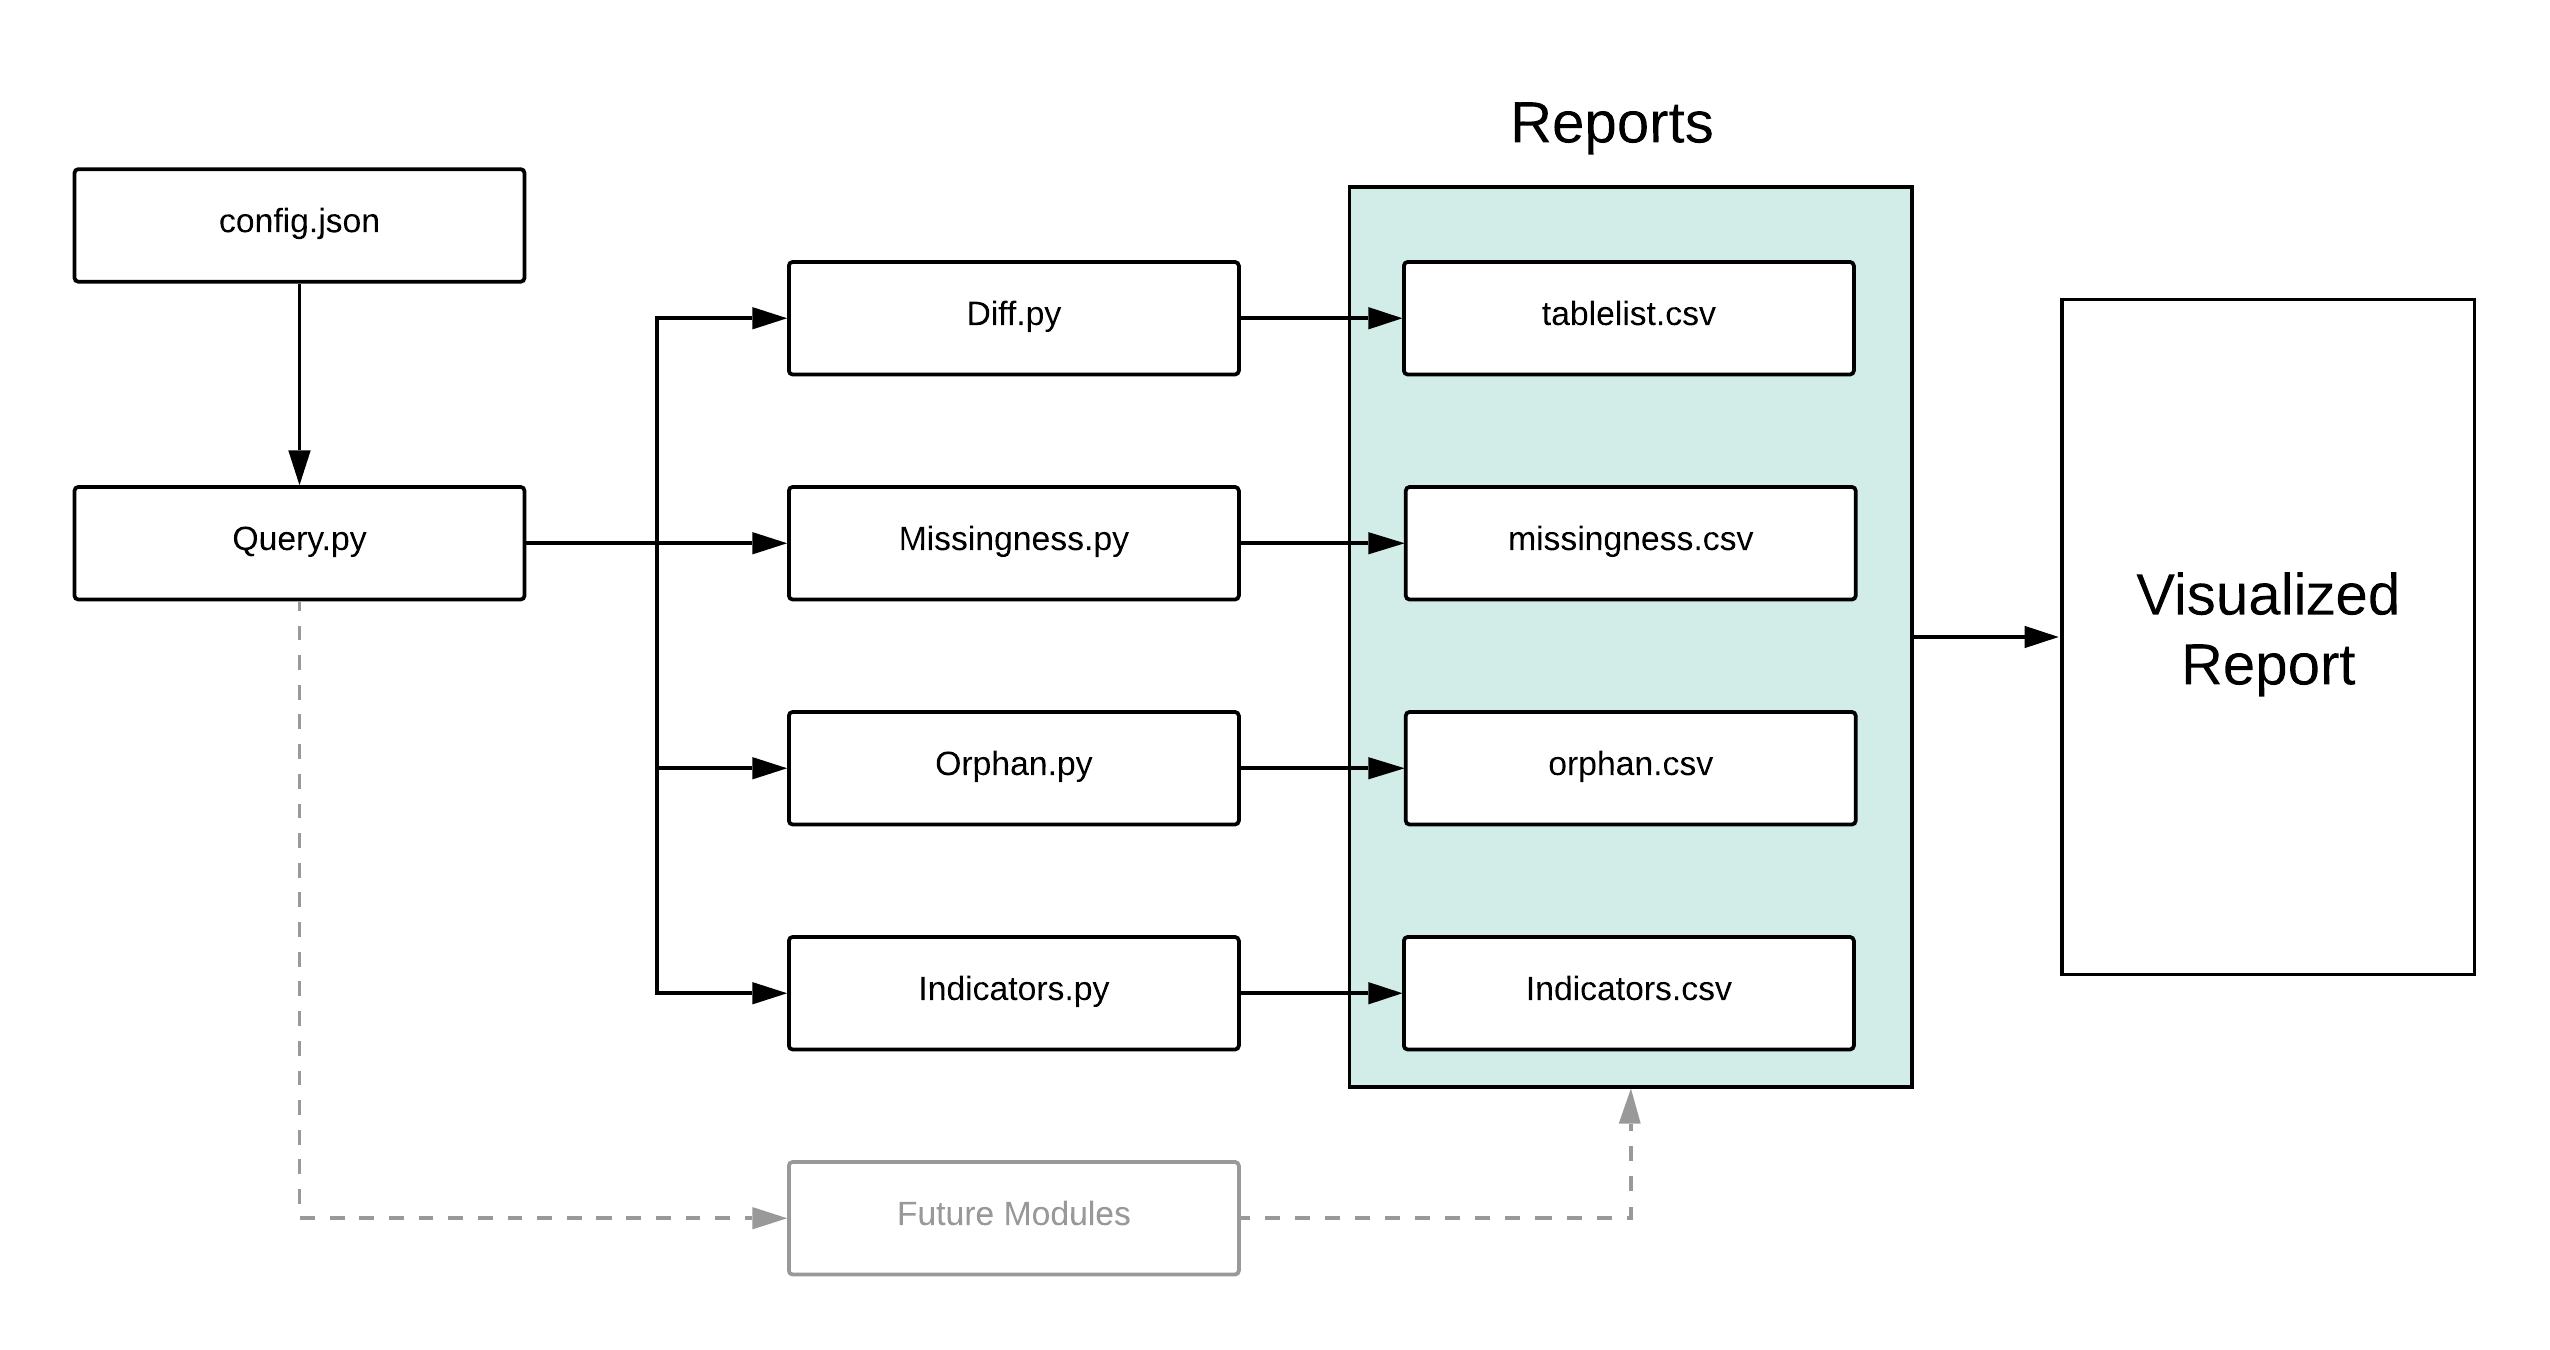 Reports
config.json
Diff.py
tablelist.csv
Query.py
Missingness.py
missingness.csv
Visualized
Report
Orphan.py
orphan.csv
Indicators.py
Indicators.csv
Future Modules